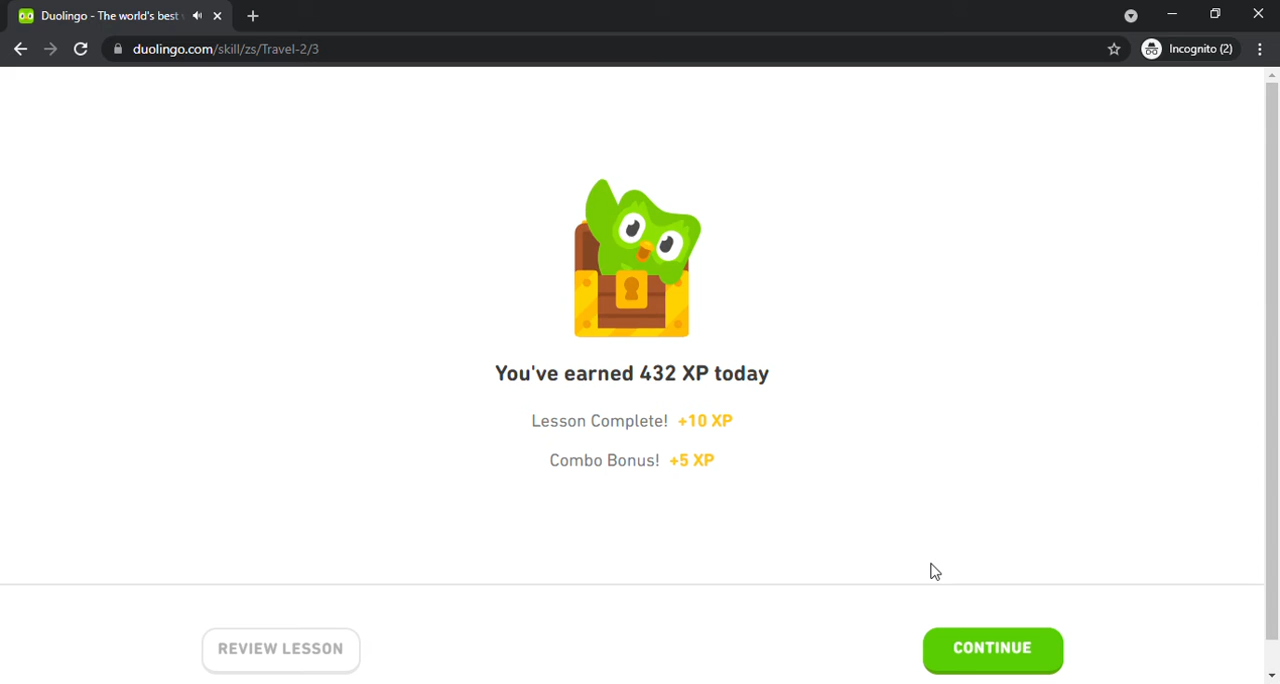 Duolingo - The world's best
duolingo.com/skill/zs/Travel-2/3
Incognito (2)
You've earned 432 XP today
Lesson Complete! +10 XP
Combo Bonus! +5 XP
REVIEW LESSON
CONTINUE